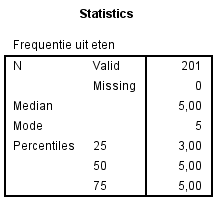 Statistics
Frequentie uit eten
N Valid 201
Missing 0
Median 5,00
Mode 5
Percentiles 25 3,00
50 5,00
75 5,00